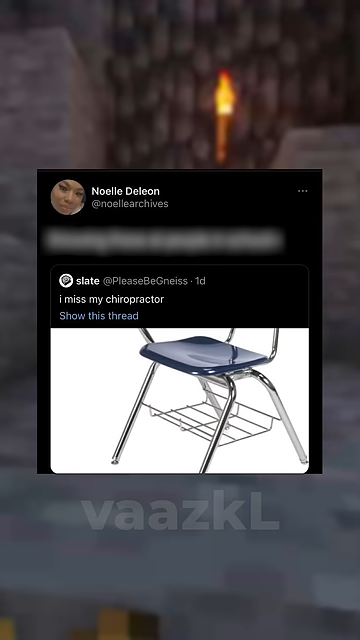 Noelle Deleon
@noellearchives
slate @PleaseBeGneiss · 1d
i miss my chiropractor
Show this thread
vaazkL